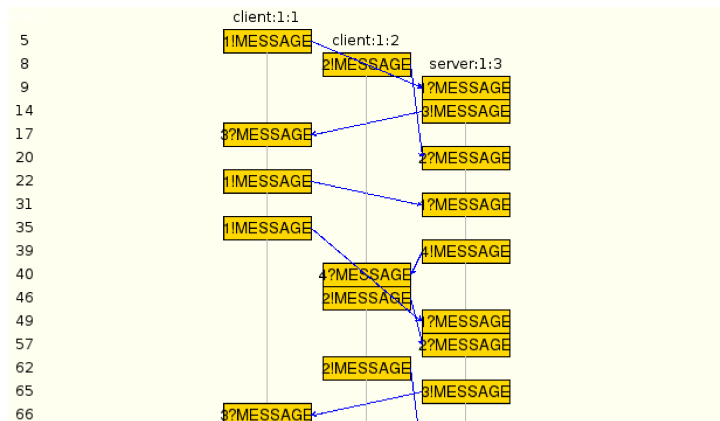 client:1:1
5 1!MESSAGE client:1:2
8 2!MESSAGE server:1:3
9 1?MESSAGE
14 3!MESSAGE
17 3?MESSAGE
20 2?MESSAGE
22 1!MESSAGE
31 1?MESSAGE
35 1!MESSAGE
39 4!MESSAGE
40 4?MESSAGE
46 2!MESSAGE
49 1?MESSAGE
57 2?MESSAGE
62 2!MESSAGE
65 3!MESSAGE
66 3?MESSAGE